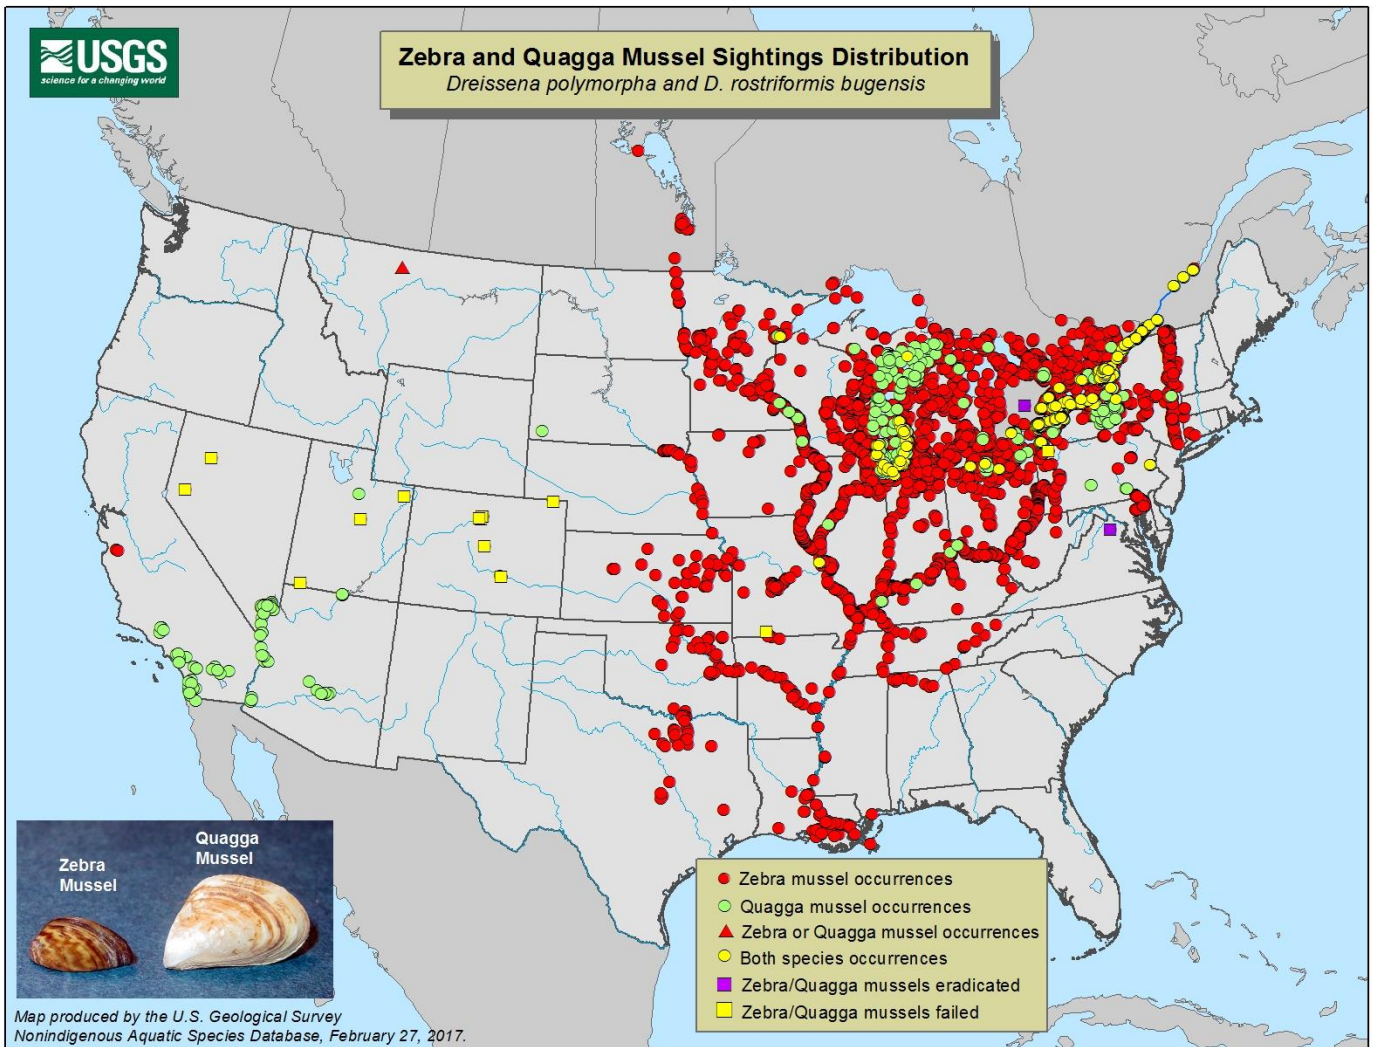 USGS
science for a changing world
Zebra and Quagga Mussel Sightings Distribution
Dreissena polymorpha and D. rostriformis bugensis
Zebra
Mussel
Quagga
Mussel
Zebra mussel occurrences
Quagga mussel occurrences
Zebra or Quagga mussel occurrences
Both species occurrences
Zebra/Quagga mussels eradicated
Zebra/Quagga mussels failed
Map produced by the U.S. Geological Survey
Nonindigenous Aquatic Species Database, February 27, 2017.